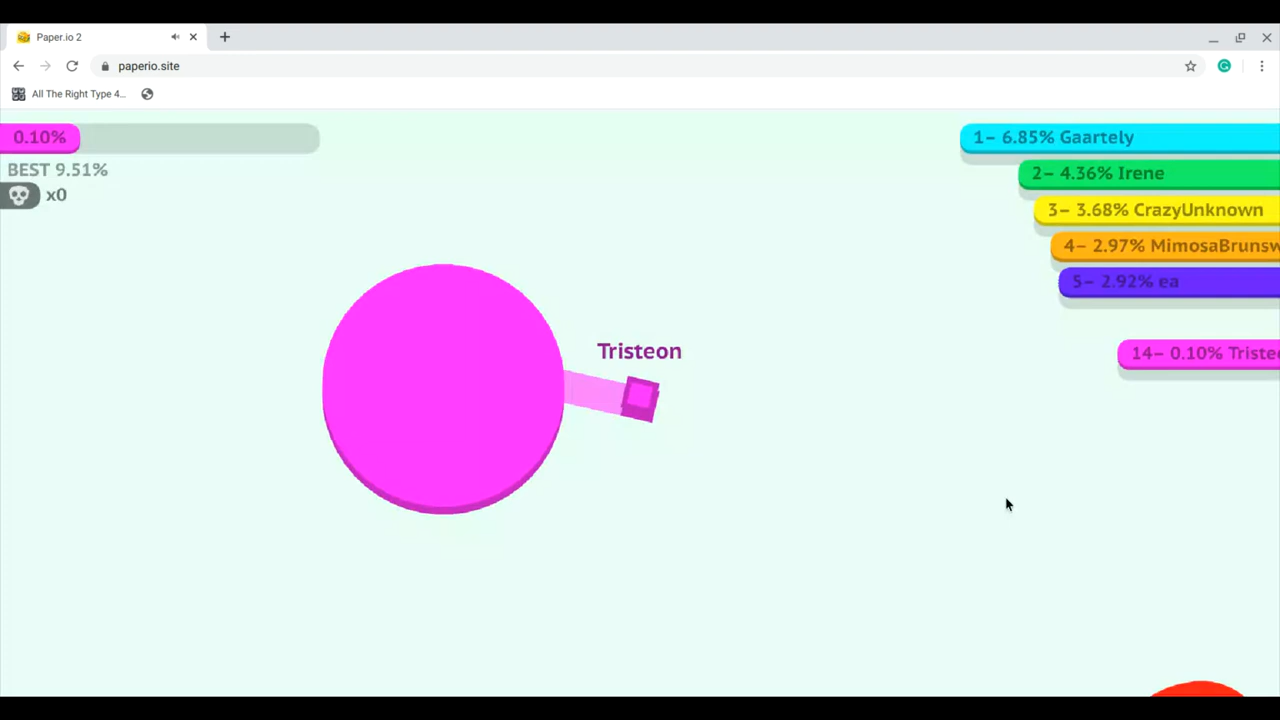 Paper.io 2
paperio.site
All The Right Type 4...
0.10%
BEST 9.51%
x0
1– 6.85% Gaartely
2– 4.36% Irene
3– 3.68% CrazyUnknown
4– 2.97% MimosaBrunsw
5– 2.92% ea
14– 0.10% Tristeo
Tristeon